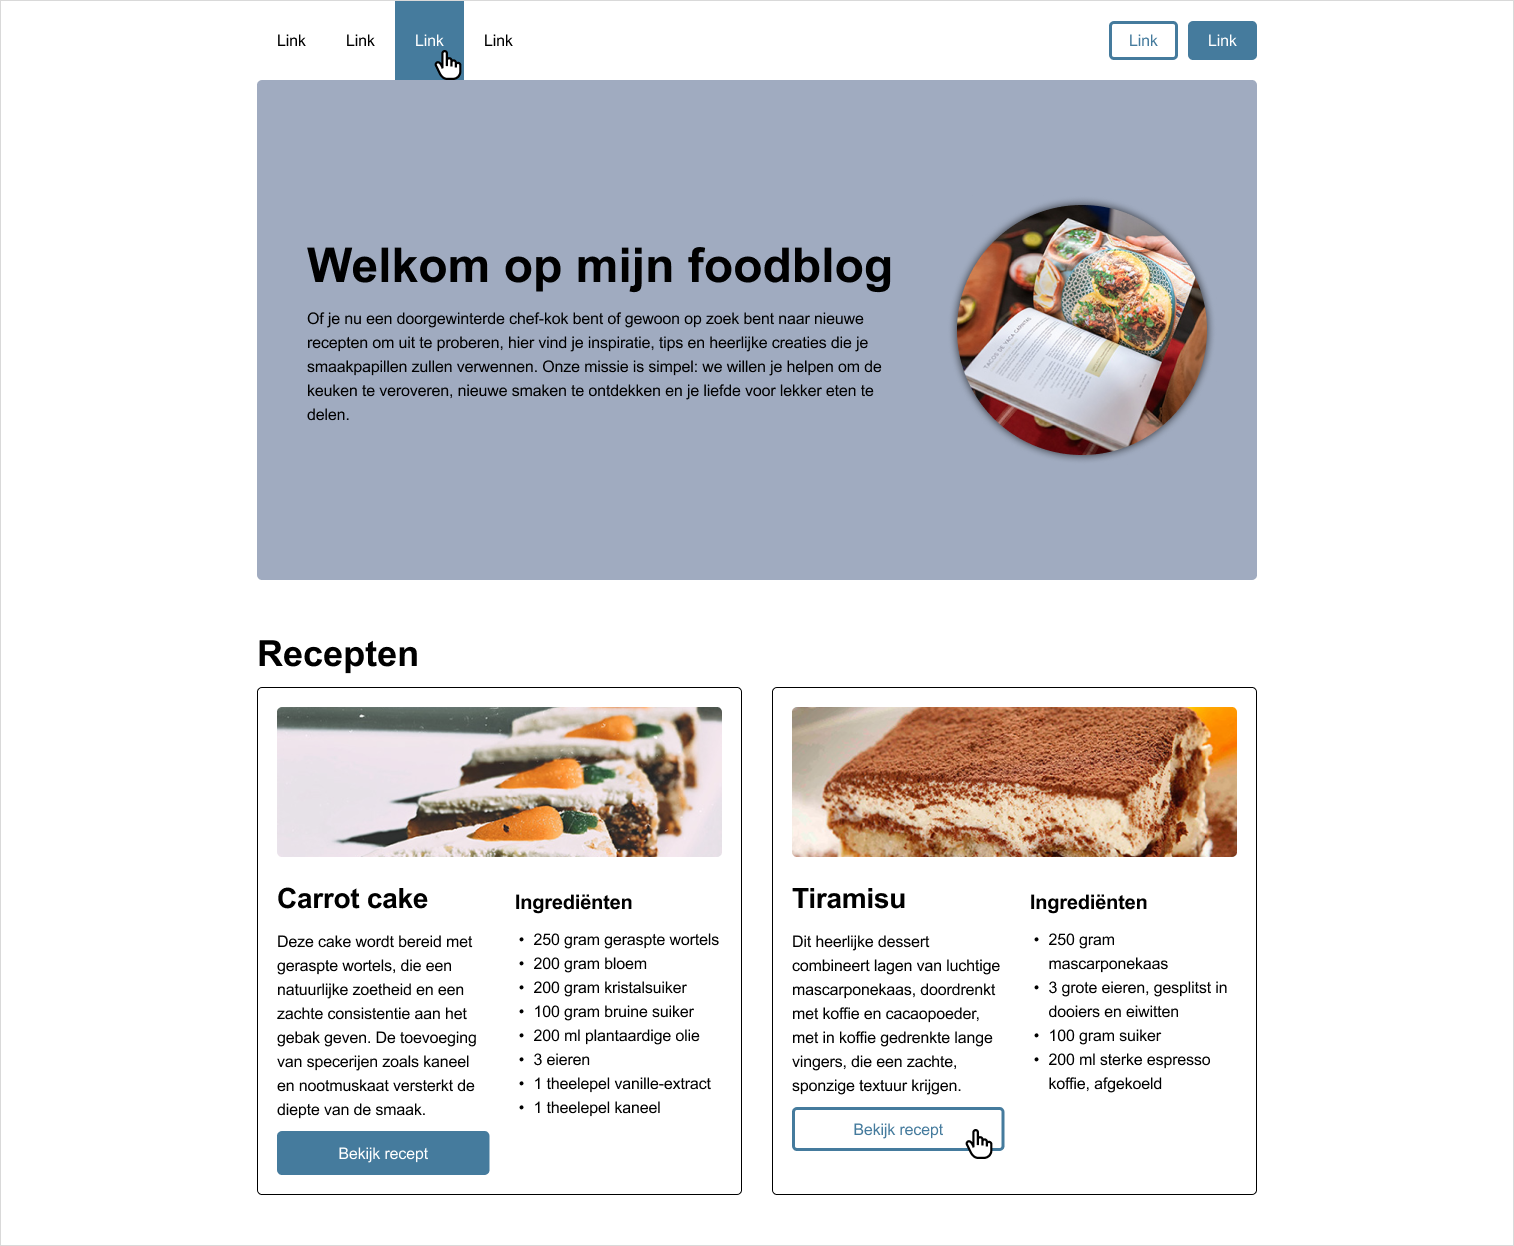 Link
Link
Link
Link
Link
Link
Welkom op mijn foodblog
Of je nu een doorgewinterde chef-kok bent of gewoon op zoek bent naar nieuwe
recepten om uit te proberen, hier vind je inspiratie, tips en heerlijke creaties die je
smaakpapillen zullen verwennen. Onze missie is simpel: we willen je helpen om de
keuken te veroveren, nieuwe smaken te ontdekken en je liefde voor lekker eten te
delen.
TACOS DE VACA CARNITAS
Recepten
Carrot cake
Deze cake wordt bereid met
geraspte wortels, die een
natuurlijke zoetheid en een
zachte consistentie aan het
gebak geven. De toevoeging
van specerijen zoals kaneel
en nootmuskaat versterkt de
diepte van de smaak.
Bekijk recept
Ingrediënten
• 250 gram geraspte wortels
• 200 gram bloem
• 200 gram kristalsuiker
• 100 gram bruine suiker
• 200 ml plantaardige olie
• 3 eieren
• 1 theelepel vanille-extract
• 1 theelepel kaneel
Tiramisu
Dit heerlijke dessert
combineert lagen van luchtige
mascarponekaas, doordrenkt
met koffie en cacaopoeder,
met in koffie gedrenkte lange
vingers, die een zachte,
sponzige textuur krijgen.
Bekijk recept
Ingrediënten
• 250 gram
mascarponekaas
• 3 grote eieren, gesplitst in
dooiers en eiwitten
• 100 gram suiker
• 200 ml sterke espresso
koffie, afgekoeld